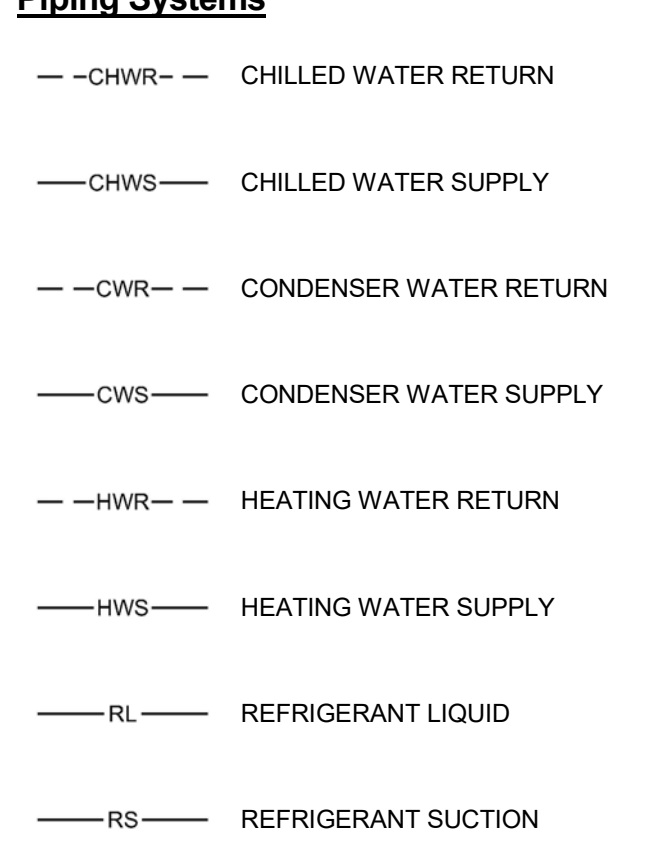 Piping Systems
CHWR CHILLED WATER RETURN
CHWS CHILLED WATER SUPPLY
CWR CONDENSER WATER RETURN
CWS CONDENSER WATER SUPPLY
HWR HEATING WATER RETURN
HWS HEATING WATER SUPPLY
RL REFRIGERANT LIQUID
RS REFRIGERANT SUCTION